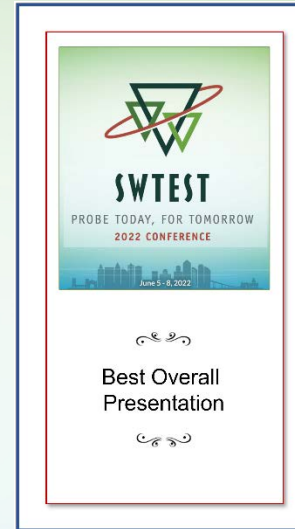 SWTEST
PROBE TODAY, FOR TOMORROW
2022 CONFERENCE
June 5 - 8, 2022
Best Overall
Presentation